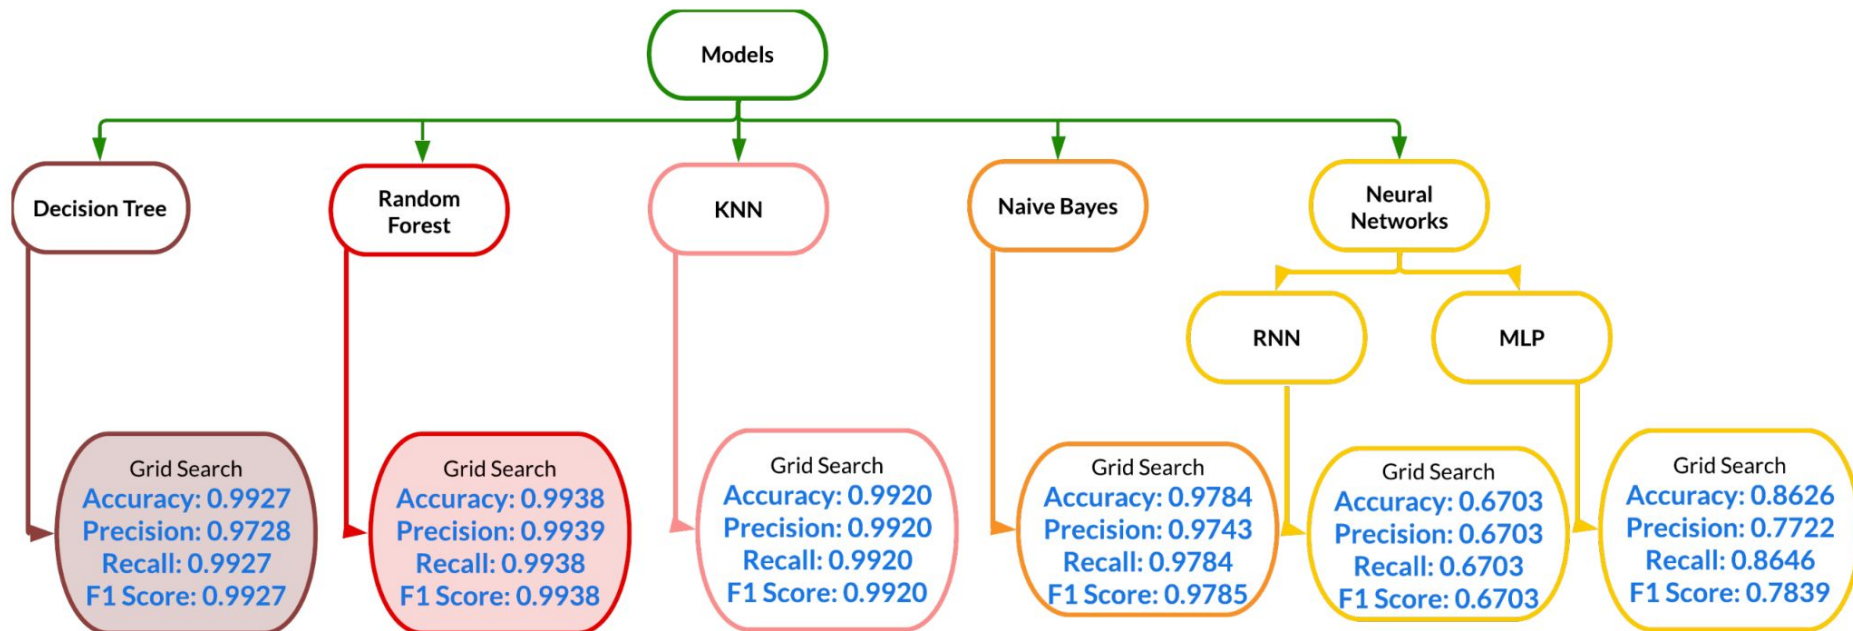 Models
Decision Tree
Random
Forest
KNN
Naive Bayes
Neural
Networks
RNN
MLP
Grid Search
Accuracy: 0.9927
Precision: 0.9728
Recall: 0.9927
F1 Score: 0.9927
Grid Search
Accuracy: 0.9938
Precision: 0.9939
Recall: 0.9938
F1 Score: 0.9938
Grid Search
Accuracy: 0.9920
Precision: 0.9920
Recall: 0.9920
F1 Score: 0.9920
Grid Search
Accuracy: 0.9784
Precision: 0.9743
Recall: 0.9784
F1 Score: 0.9785
Grid Search
Accuracy: 0.6703
Precision: 0.6703
Recall: 0.6703
F1 Score: 0.6703
Grid Search
Accuracy: 0.8626
Precision: 0.7722
Recall: 0.8646
F1 Score: 0.7839